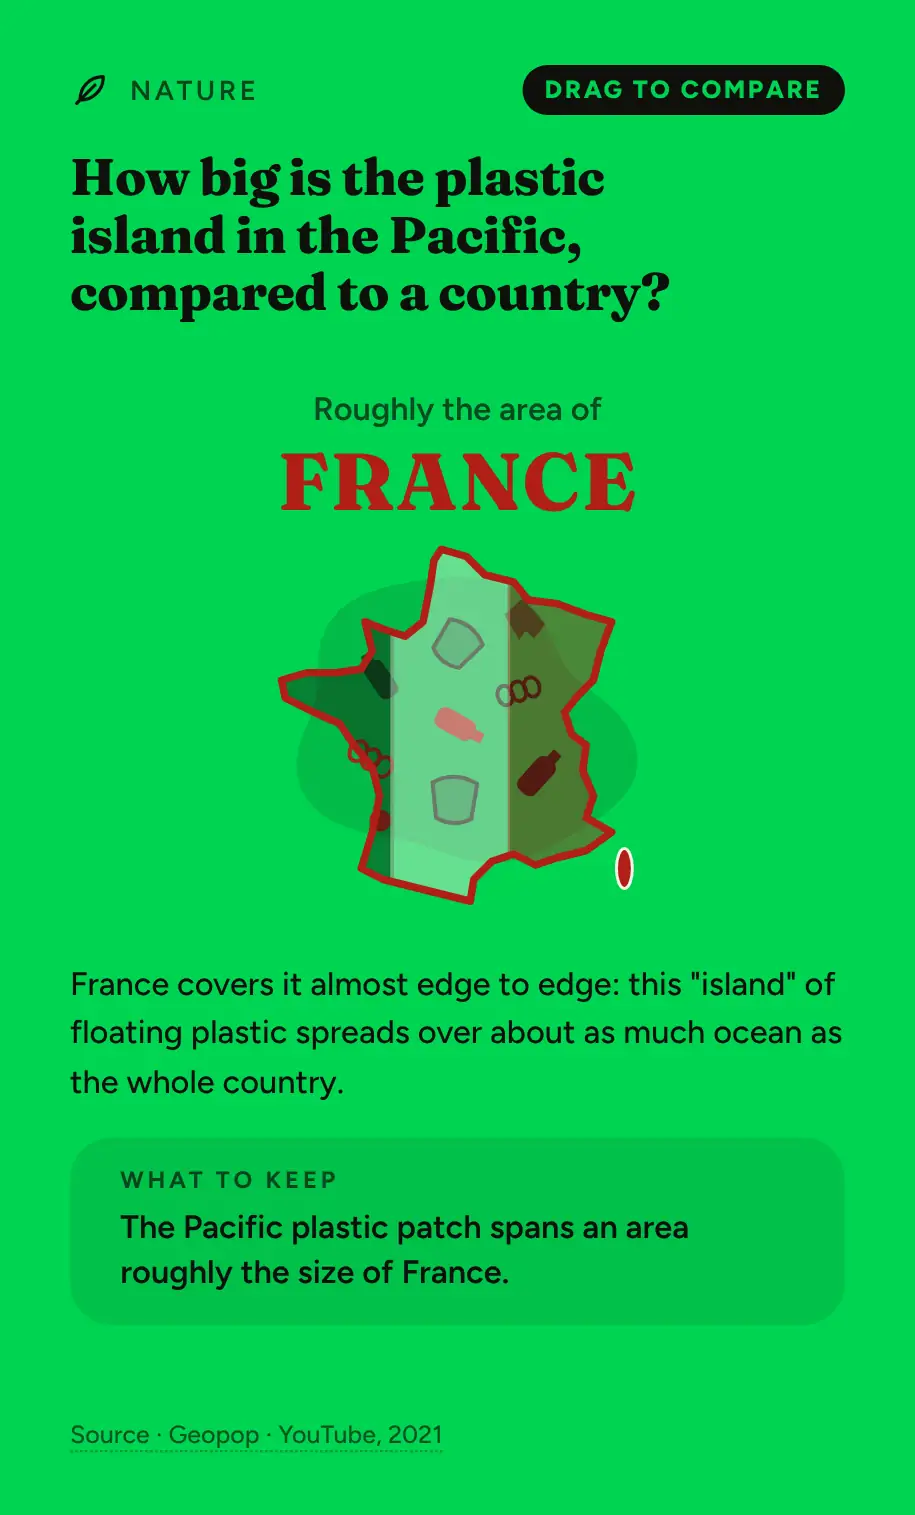 NATURE
DRAG TO COMPARE
How big is the plastic
island in the Pacific,
compared to a country?
Roughly the area of
FRANCE
France covers it almost edge to edge: this "island" of
floating plastic spreads over about as much ocean as
the whole country.
WHAT TO KEEP
The Pacific plastic patch spans an area
roughly the size of France.
Source · Geopop · YouTube, 2021